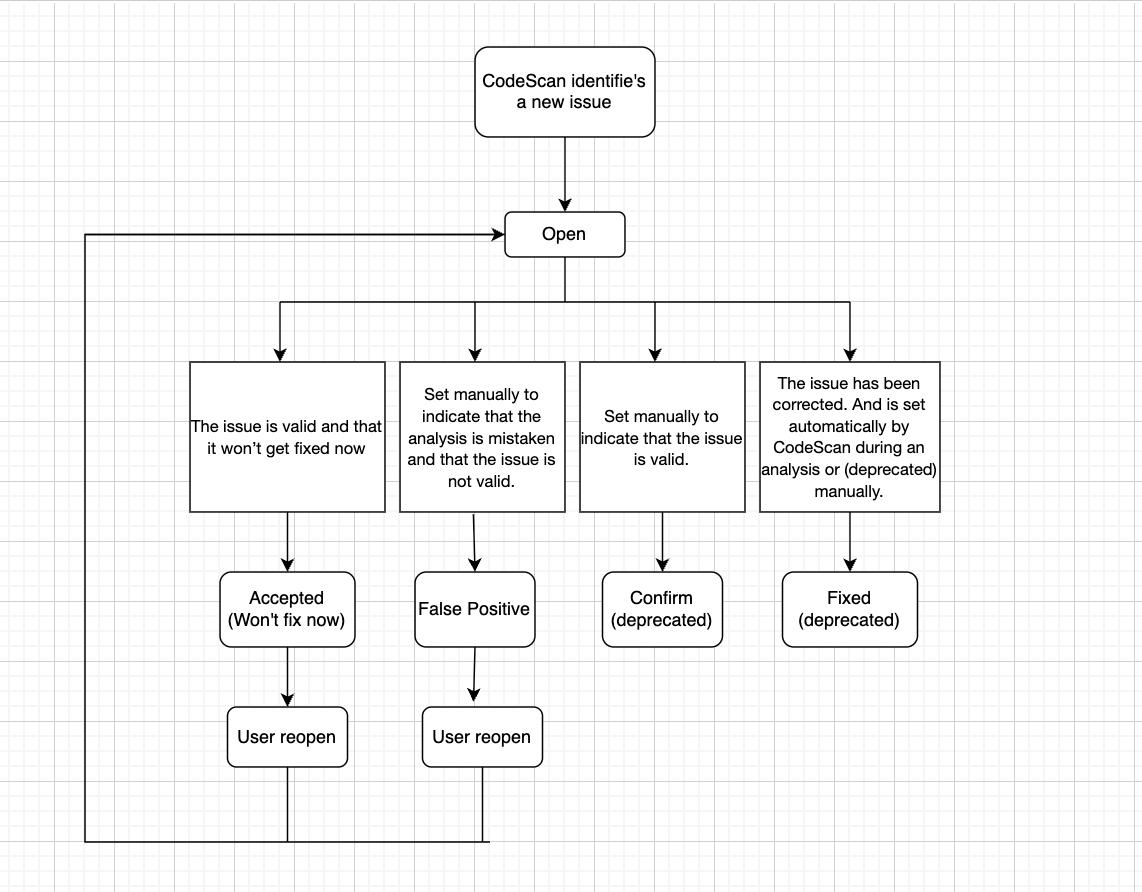 CodeScan identifie's
a new issue
Open
The issue is valid and that
it won’t get fixed now
Set manually to
indicate that the
analysis is mistaken
and that the issue is
not valid.
Set manually to
indicate that the issue
is valid.
The issue has been
corrected. And is set
automatically by
CodeScan during an
analysis or (deprecated)
manually.
Accepted
(Won't fix now)
False Positive
Confirm
(deprecated)
Fixed
(deprecated)
User reopen
User reopen